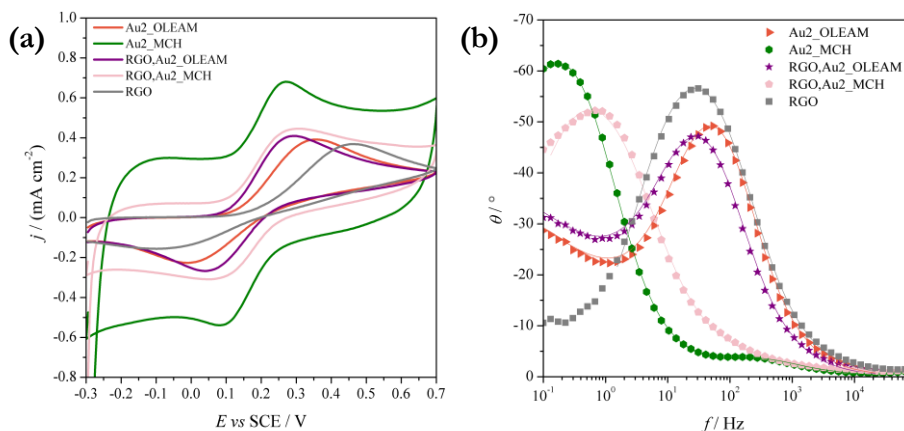 (a)
1.0
0.8
0.6
0.4
0.2
0.0
-0.2
-0.4
-0.6
-0.8
j / (mA cm⁻²)
Au2_OLEAM
Au2_MCH
RGO,Au2_OLEAM
RGO,Au2_MCH
RGO
-0.3 -0.2 -0.1 0.0 0.1 0.2 0.3 0.4 0.5 0.6 0.7
E vs SCE / V
(b)
-70
-60
-50
-40
-30
-20
-10
0
θ / °
Au2_OLEAM
Au2_MCH
RGO,Au2_OLEAM
RGO,Au2_MCH
RGO
10⁻¹ 10⁰ 10¹ 10² 10³ 10⁴
f / Hz